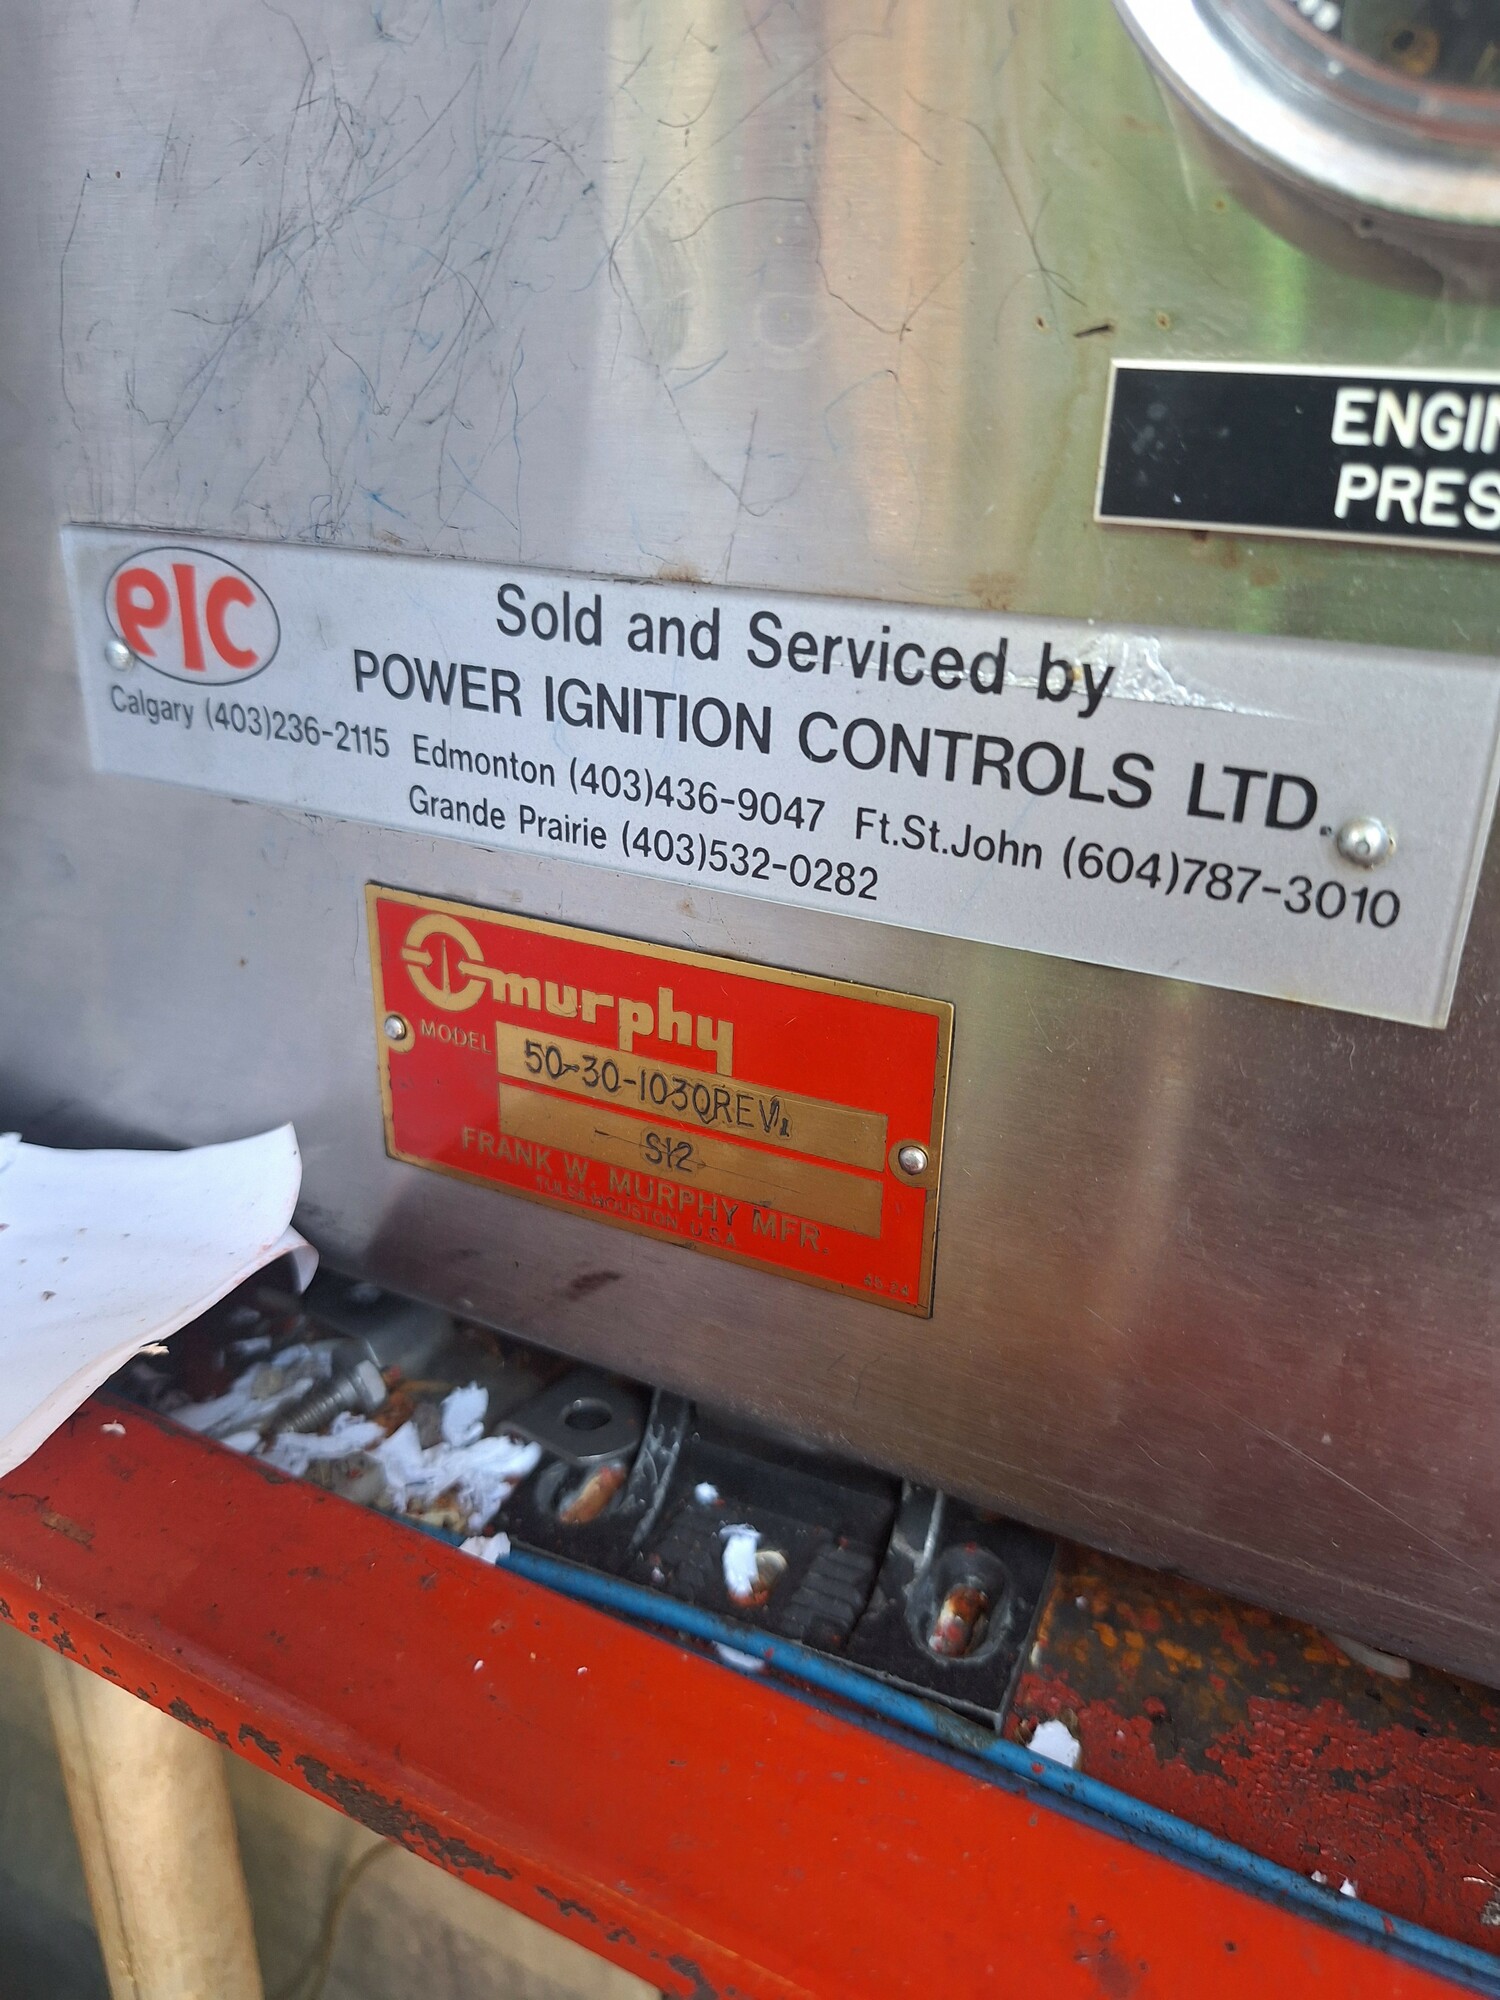 ENGIN
PRES
PIC
Sold and Serviced by
POWER IGNITION CONTROLS LTD.
Calgary (403)236-2115 Edmonton (403)436-9047 Ft.St.John (604)787-3010
Grande Prairie (403)532-0282
murphy
MODEL 50-30-1030REV1
S12
FRANK W. MURPHY MFR.
TULSA, HOUSTON, U.S.A.